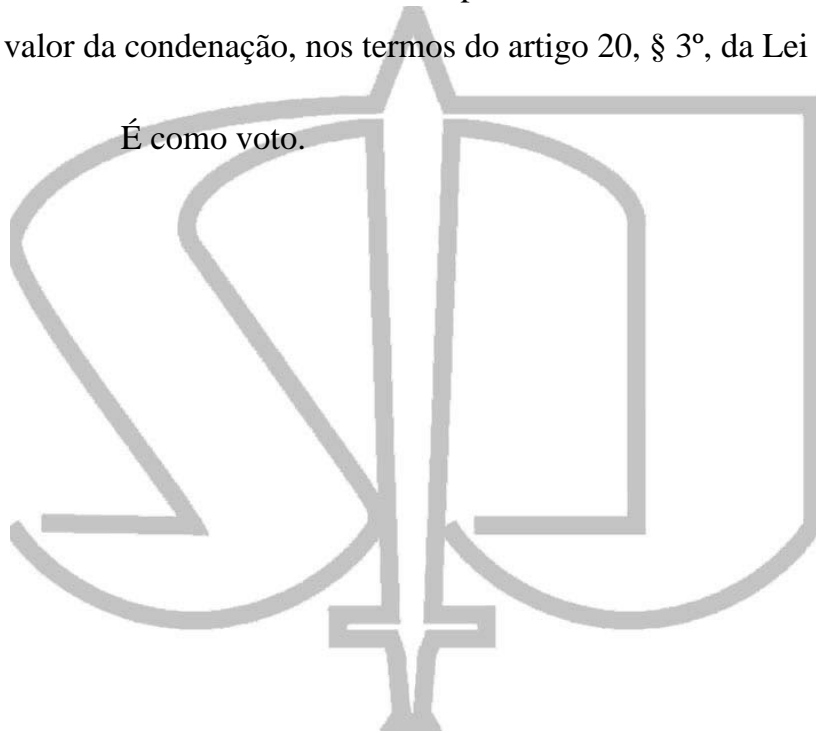 valor da condenação, nos termos do artigo 20, § 3º, da Lei
É como voto.